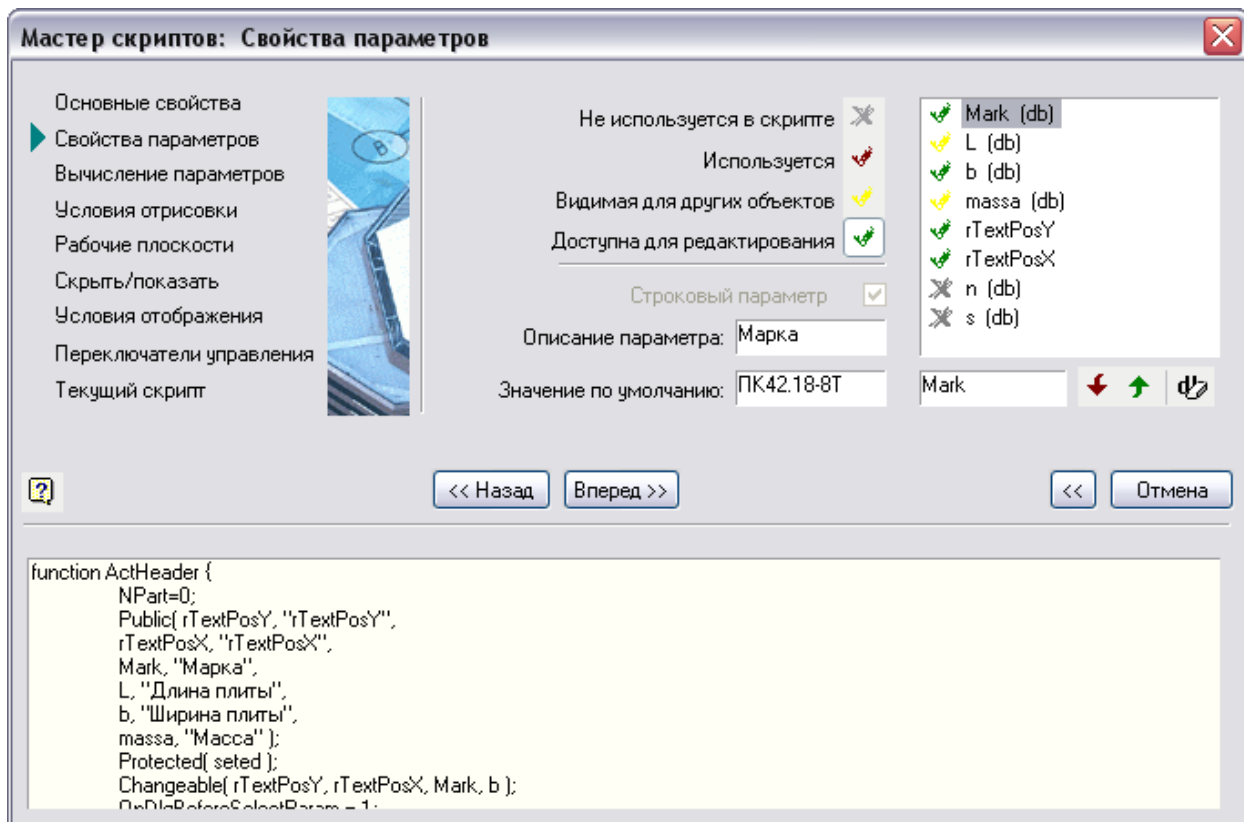 Мастер скриптов: Свойства параметров
Основные свойства
Свойства параметров
Вычисление параметров
Условия отрисовки
Рабочие плоскости
Скрыть/показать
Условия отображения
Переключатели управления
Текущий скрипт
B
Не используется в скрипте
Используется
Видимая для других объектов
Доступна для редактирования
Строковый параметр
Описание параметра: Марка
Значение по умолчанию: ПК42.18-8Т
Mark (db)
L (db)
b (db)
massa (db)
rTextPosY
rTextPosX
n (db)
s (db)
Mark
?
<< Назад
Вперед >>
<<
Отмена
function ActHeader {
NPart=0;
Public( rTextPosY, "rTextPosY",
rTextPosX, "rTextPosX",
Mark, "Марка",
L, "Длина плиты",
b, "Ширина плиты",
massa, "Масса" );
Protected( seted );
Changeable( rTextPosY, rTextPosX, Mark, b );
OnDlgBeforeSelectParam = 1;